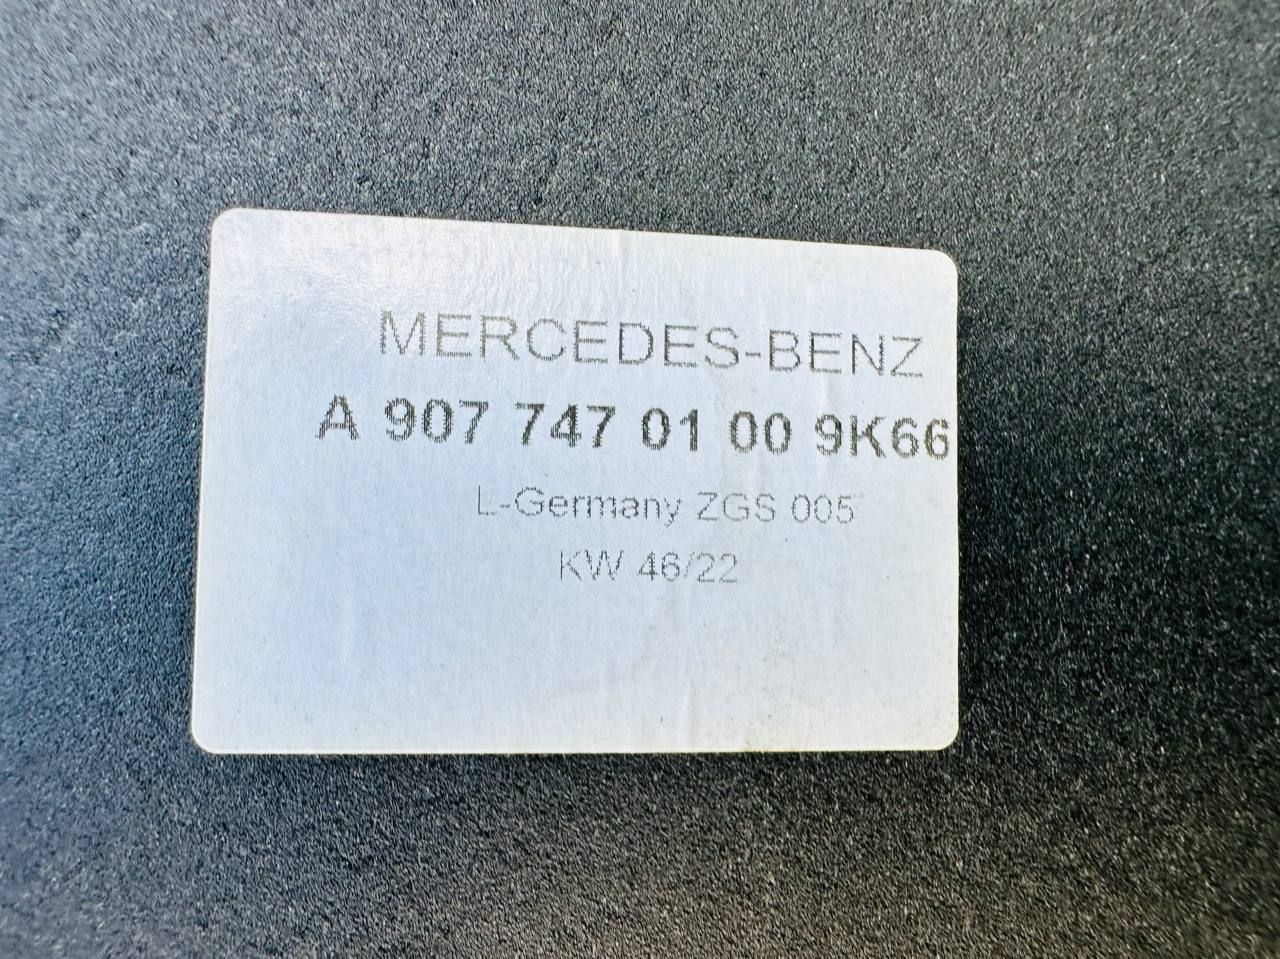 MERCEDES-BENZ
A 907 747 01 00 9K66
L-Germany ZGS 005
KW 46/22